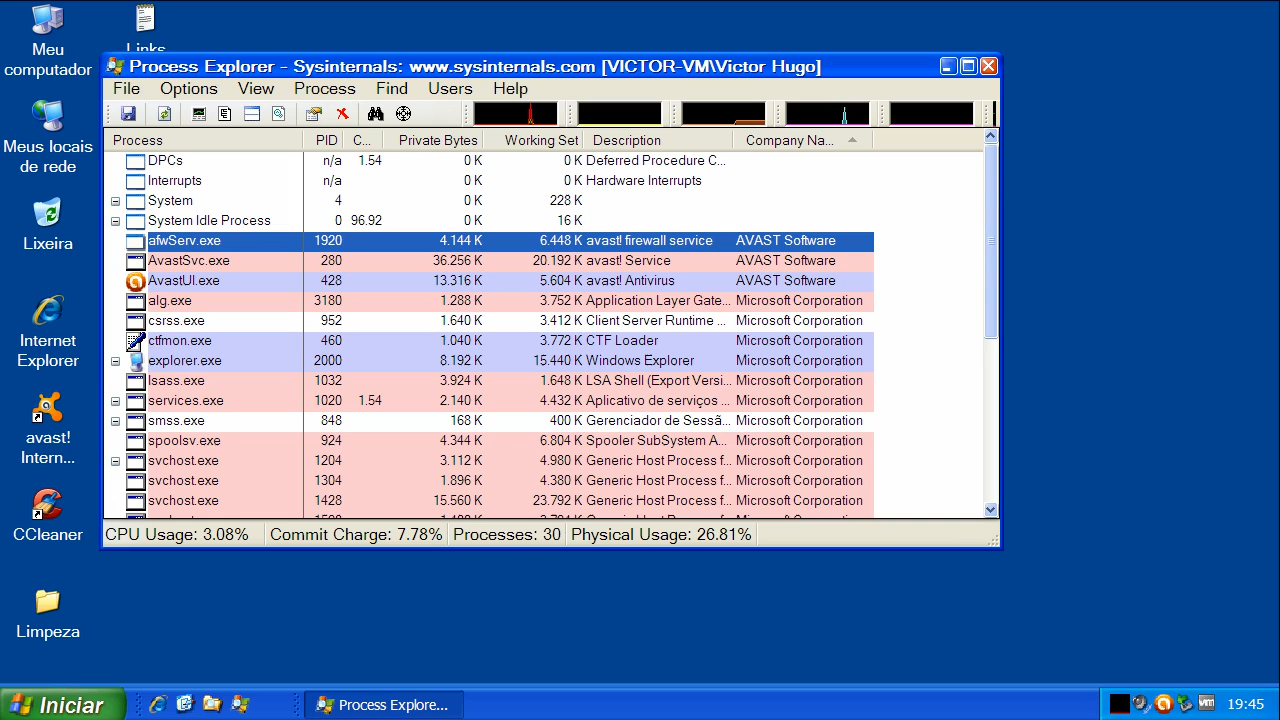 Meu computador
Links
Meus locais de rede
Lixeira
Internet Explorer
avast! Intern...
CCleaner
Limpeza
Process Explorer - Sysinternals: www.sysinternals.com [VICTOR-VM\Victor Hugo]
File Options View Process Find Users Help
Process PID C... Private Bytes Working Set Description Company Na...
DPCs n/a 1.54 0 K 0 K Deferred Procedure C...
Interrupts n/a 0 K 0 K Hardware Interrupts
System 4 0 K 228 K
System Idle Process 0 96.92 0 K 16 K
afwServ.exe 1920 4.144 K 6.448 K avast! firewall service AVAST Software
AvastSvc.exe 280 36.256 K 20.192 K avast! Service AVAST Software
AvastUI.exe 428 13.316 K 5.604 K avast! Antivirus AVAST Software
alg.exe 3180 1.288 K 3.752 K Application Layer Gate... Microsoft Corporation
csrss.exe 952 1.640 K 3.412 K Client Server Runtime ... Microsoft Corporation
ctfmon.exe 460 1.040 K 3.772 K CTF Loader Microsoft Corporation
explorer.exe 2000 8.192 K 15.440 K Windows Explorer Microsoft Corporation
lsass.exe 1032 3.924 K 1.648 K LSA Shell (Export Versi... Microsoft Corporation
services.exe 1020 1.54 2.140 K 4.432 K Aplicativo de serviços ... Microsoft Corporation
smss.exe 848 168 K 400 K Gerenciador de Sessã... Microsoft Corporation
spoolsv.exe 924 4.344 K 6.804 K Spooler SubSystem A... Microsoft Corporation
svchost.exe 1204 3.112 K 4.980 K Generic Host Process f... Microsoft Corporation
svchost.exe 1304 1.896 K 4.380 K Generic Host Process f... Microsoft Corporation
svchost.exe 1428 15.560 K 23.792 K Generic Host Process f... Microsoft Corporation
CPU Usage: 3.08% Commit Charge: 7.78% Processes: 30 Physical Usage: 26.81%
Iniciar
Process Explore...
vm
19:45